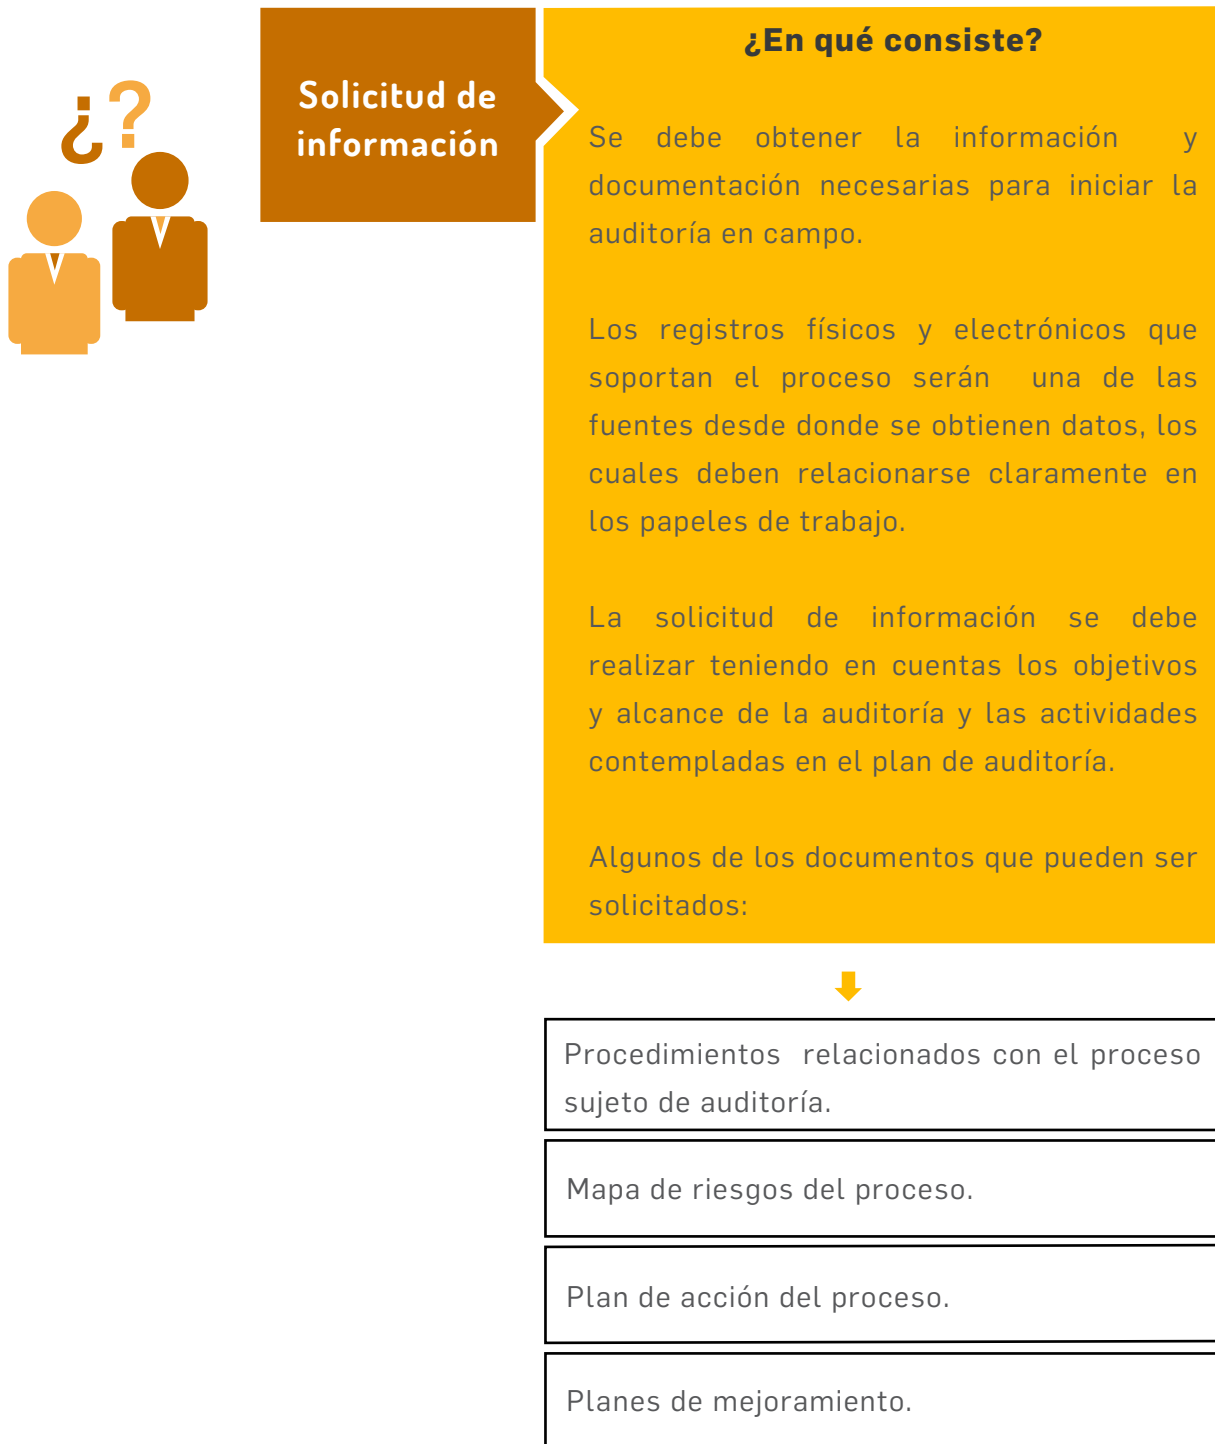 ¿?
Solicitud de
información
¿En qué consiste?
Se debe obtener la información y
documentación necesarias para iniciar la
auditoría en campo.
Los registros físicos y electrónicos que
soportan el proceso serán una de las
fuentes desde donde se obtienen datos, los
cuales deben relacionarse claramente en
los papeles de trabajo.
La solicitud de información se debe
realizar teniendo en cuentas los objetivos
y alcance de la auditoría y las actividades
contempladas en el plan de auditoría.
Algunos de los documentos que pueden ser
solicitados:
Procedimientos relacionados con el proceso
sujeto de auditoría.
Mapa de riesgos del proceso.
Plan de acción del proceso.
Planes de mejoramiento.